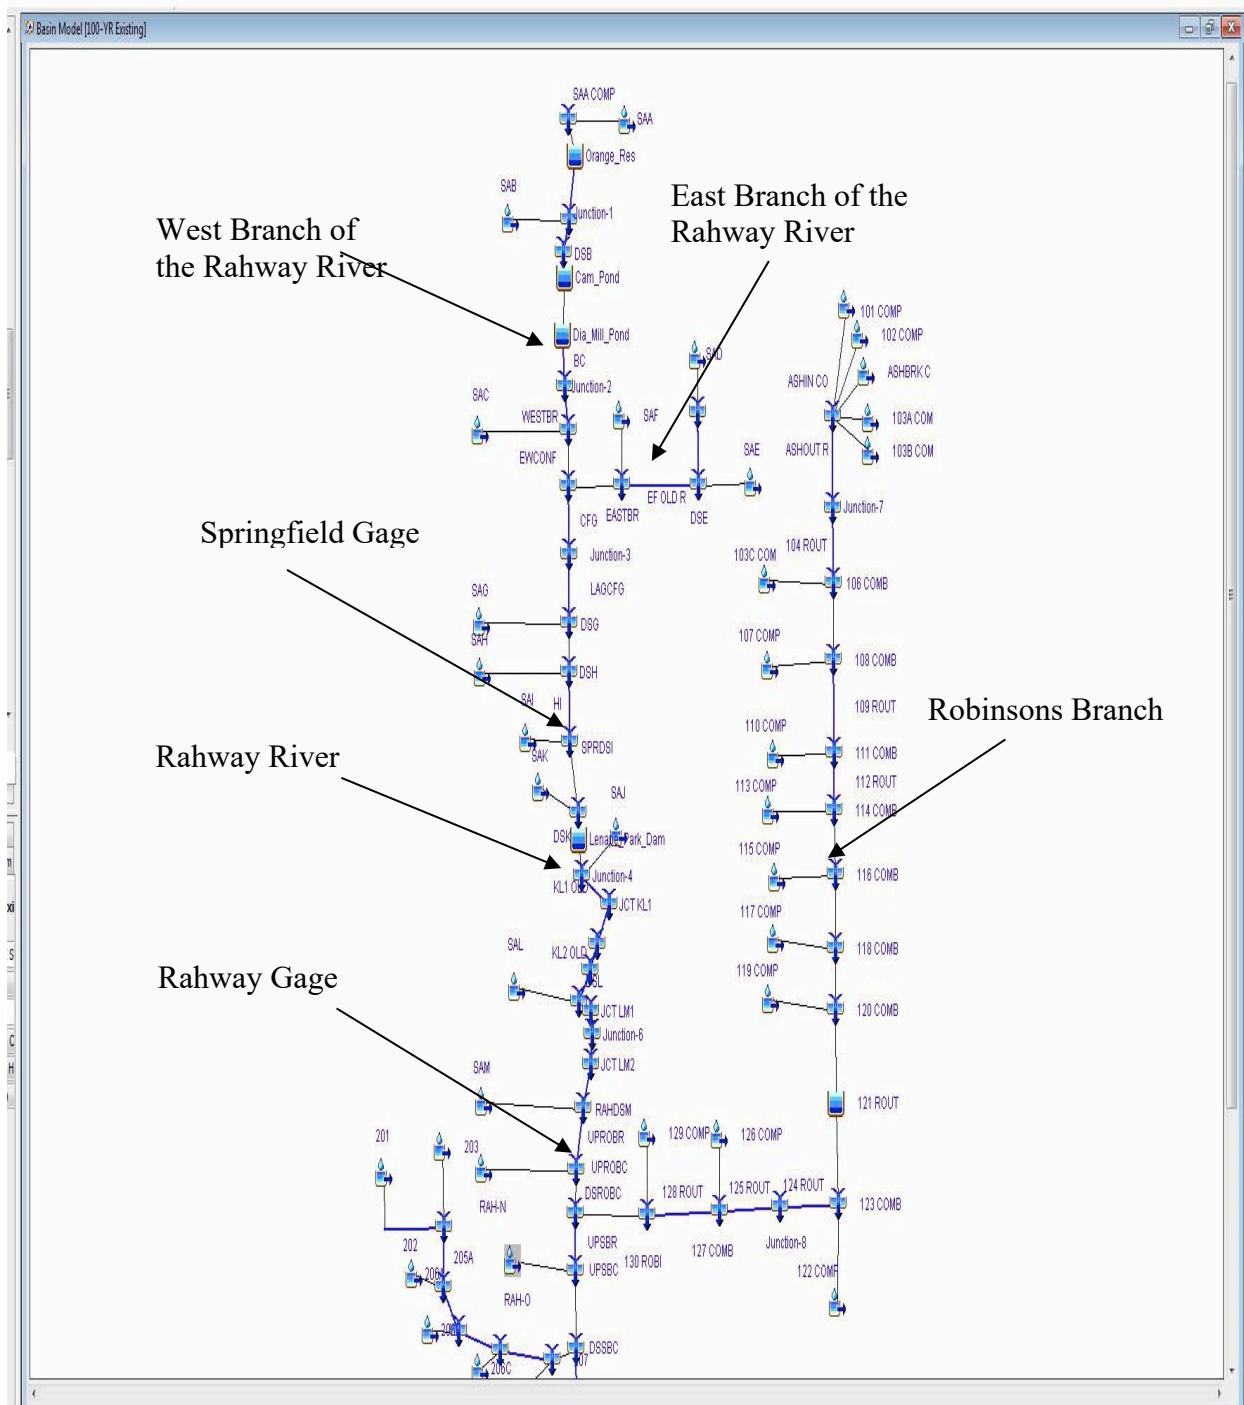 Basin Model [100-YR Existing]
SAA COMP
SAA
Orange_Res
SAB
Junction-1
DSB
Cam_Pond
West Branch of
the Rahway River
East Branch of the
Rahway River
Dia_Mill_Pond
BC
Junction-2
SAC
WESTBR
EWCONF
SAF
SAD
SAE
EF OLD R
EASTBR
DSE
101 COMP
102 COMP
ASHBRK C
ASHIN CO
103A COM
103B COM
ASHOUT R
Junction-7
CFG
Springfield Gage
Junction-3
104 ROUT
103C COM
106 COMB
LAGCFG
SAG
DSG
SAH
DSH
107 COMP
108 COMB
SAI
HI
109 ROUT
Robinsons Branch
110 COMP
SPRDSI
111 COMB
Rahway River
SAK
SAJ
112 ROUT
113 COMP
114 COMB
DSK
Junction-4
115 COMP
116 COMB
JCT KL1
117 COMP
KL2 OLD
118 COMB
SAL
119 COMP
Rahway Gage
JCT LM1
120 COMB
Junction-6
JCT LM2
SAM
121 ROUT
RAHDSM
UPROBR
129 COMP
126 COMP
201
203
UPROBC
128 ROUT
125 ROUT
124 ROUT
RAH-N
DSROBC
123 COMB
202
205A
UPSBR
130 ROBI
127 COMB
Junction-8
UPSBC
122 COMP
RAH-O
DSSBC
206C